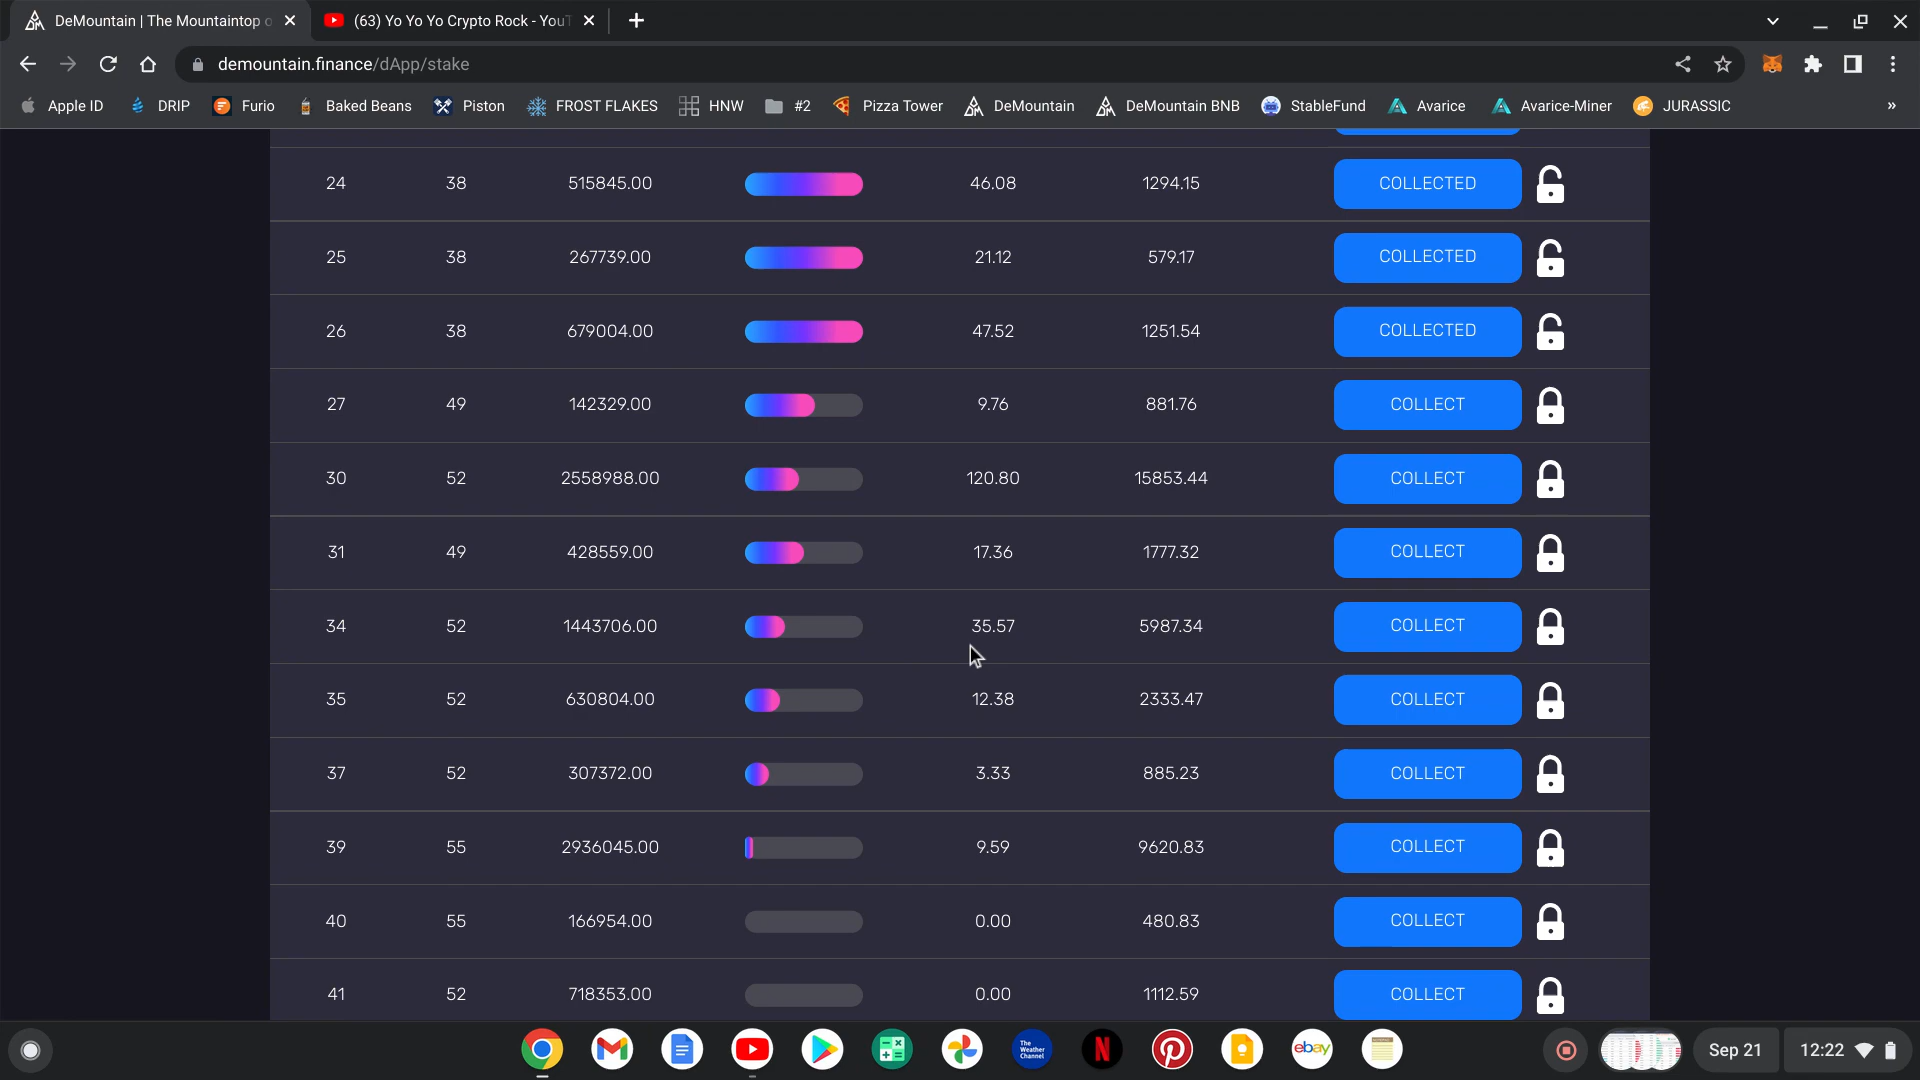 DeMountain | The Mountaintop o
(63) Yo Yo Yo Crypto Rock - YouT
demountain.finance/dApp/stake
Apple ID DRIP Furio Baked Beans Piston FROST FLAKES HNW #2 Pizza Tower DeMountain DeMountain BNB StableFund Avarice Avarice-Miner JURASSIC »
24 38 515845.00 46.08 1294.15 COLLECTED
25 38 267739.00 21.12 579.17 COLLECTED
26 38 679004.00 47.52 1251.54 COLLECTED
27 49 142329.00 9.76 881.76 COLLECT
30 52 2558988.00 120.80 15853.44 COLLECT
31 49 428559.00 17.36 1777.32 COLLECT
34 52 1443706.00 35.57 5987.34 COLLECT
35 52 630804.00 12.38 2333.47 COLLECT
37 52 307372.00 3.33 885.23 COLLECT
39 55 2936045.00 9.59 9620.83 COLLECT
40 55 166954.00 0.00 480.83 COLLECT
41 52 718353.00 0.00 1112.59 COLLECT
The
Weather
Channel
N
ebay
Sep 21
12:22